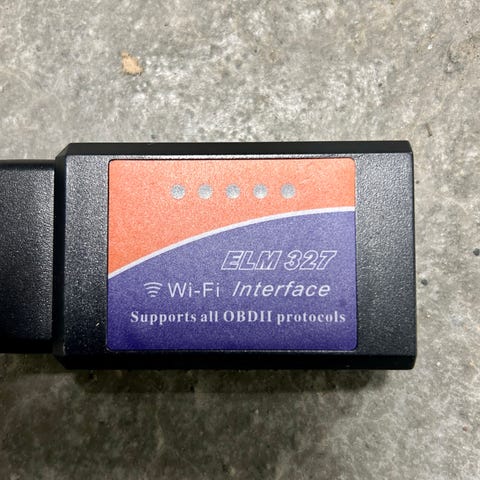 ELM 327
Wi-Fi Interface
Supports all OBDII protocols